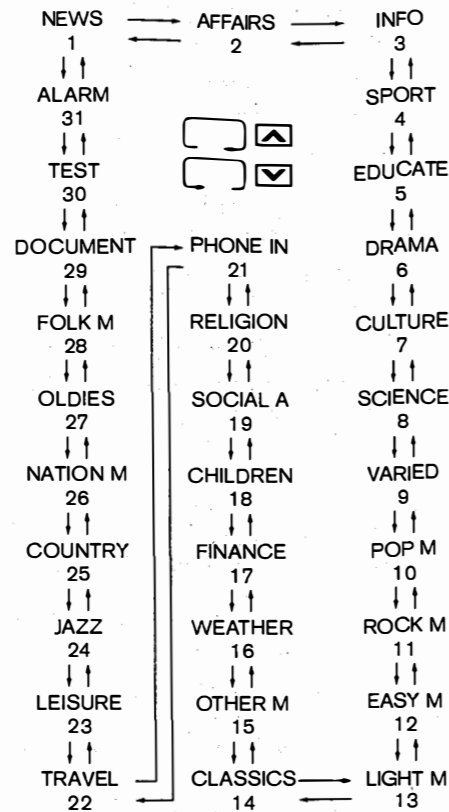 NEWS AFFAIRS INFO
1 2 3
ALARM SPORT
31 4
TEST EDUCATE
30 5
DOCUMENT PHONE IN DRAMA
29 21 6
FOLK M RELIGION CULTURE
28 20 7
OLDIES SOCIAL A SCIENCE
27 19 8
NATION M CHILDREN VARIED
26 18 9
COUNTRY FINANCE POP M
25 17 10
JAZZ WEATHER ROCK M
24 16 11
LEISURE OTHER M EASY M
23 15 12
TRAVEL CLASSICS LIGHT M
22 14 13